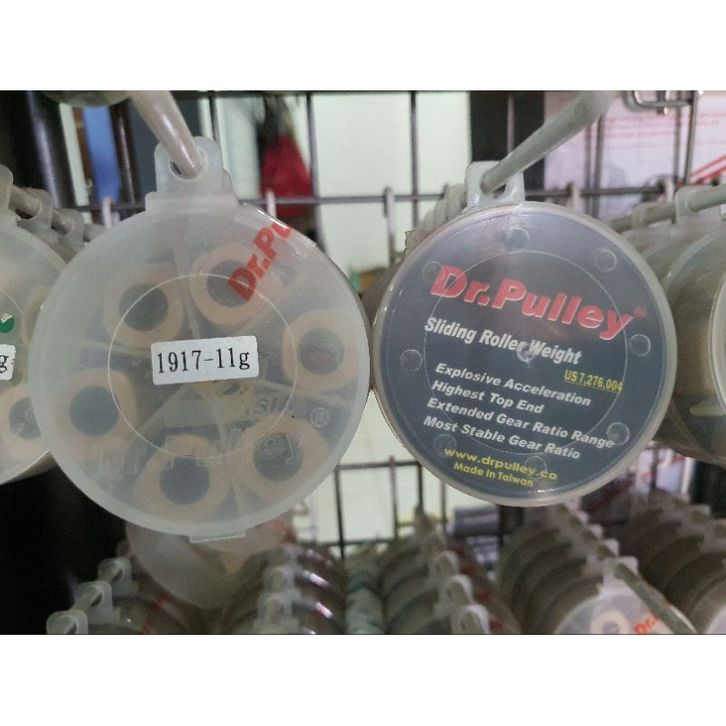 Dr.Pu
1917-11g
g
Dr.Pulley®
Sliding Roller Weight
US 7,276,004
Explosive Acceleration
Highest Top End
Extended Gear Ratio Range
Most Stable Gear Ratio
www.drpulley.co
Made In Taiwan